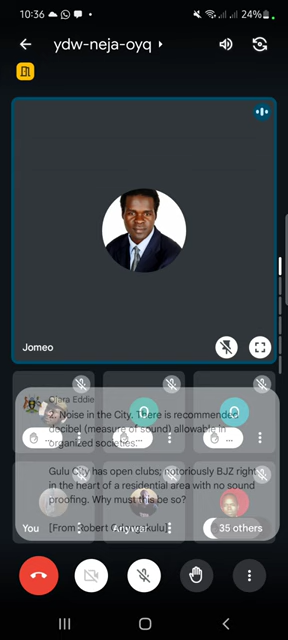 10:36
24%
ydw-neja-oyq
Jomeo
Ojara Eddie
2. Noise in the City. There is recommended
decibel (measure of sound) allowable in
organized societies."
Gulu City has open clubs; notoriously BJZ right
in the heart of a residential area with no sound
proofing. Why must this be so?
[From Robert
You
35 others